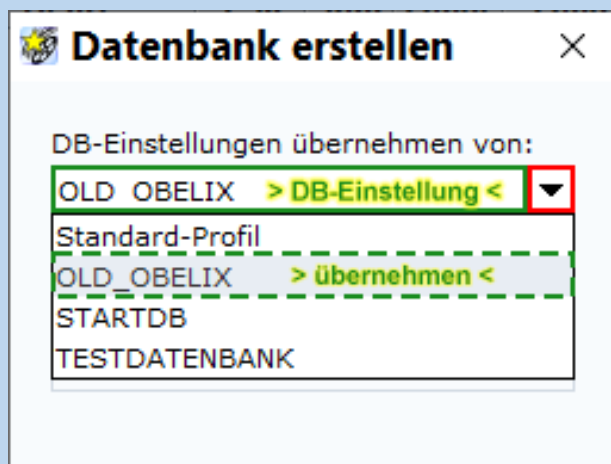 Datenbank erstellen
DB-Einstellungen übernehmen von:
OLD_OBELIX > DB-Einstellung <
Standard-Profil
OLD_OBELIX > übernehmen <
STARTDB
TESTDATENBANK